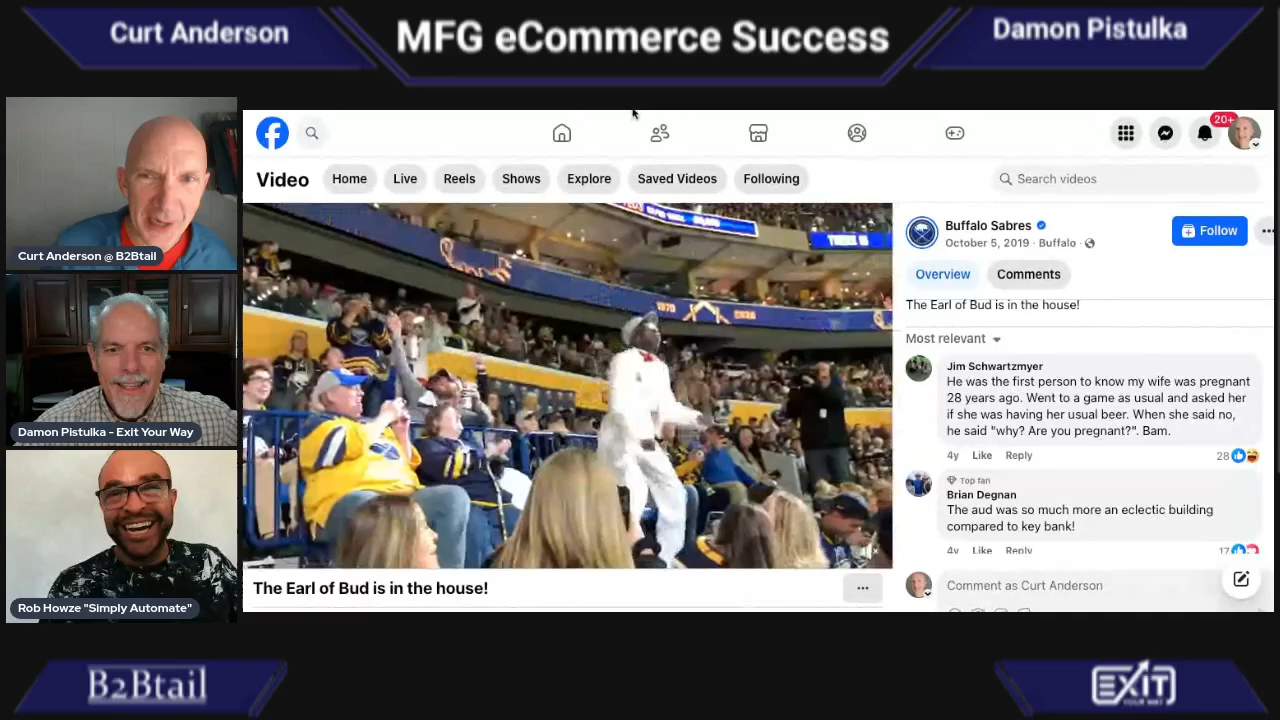 Curt Anderson
MFG eCommerce Success
Damon Pistulka
Curt Anderson @ B2Btail
Damon Pistulka - Exit Your Way
Rob Howze "Simply Automate"
20+
Video
Home
Live
Reels
Shows
Explore
Saved Videos
Following
Search videos
Buffalo Sabres
October 5, 2019 · Buffalo ·
Follow
Overview
Comments
The Earl of Bud is in the house!
Most relevant
Jim Schwartzmyer
He was the first person to know my wife was pregnant
28 years ago. Went to a game as usual and asked her
if she was having her usual beer. When she said no,
he said "why? Are you pregnant?". Bam.
4y Like Reply 28
Top fan
Brian Degnan
The aud was so much more an eclectic building
compared to key bank!
4y Like Reply 17
Comment as Curt Anderson
The Earl of Bud is in the house!
B2Btail
EXIT
YOUR WAY